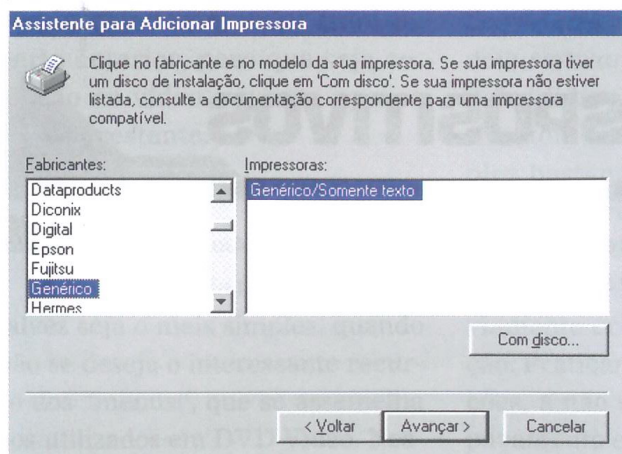 Assistente para Adicionar Impressora
Clique no fabricante e no modelo da sua impressora. Se sua impressora tiver
um disco de instalação, clique em 'Com disco'. Se sua impressora não estiver
listada, consulte a documentação correspondente para uma impressora
compatível.
Fabricantes:
Dataproducts
Diconix
Digital
Epson
Fujitsu
Genérico
Hermes
Impressoras:
Genérico/Somente texto
Com disco...
< Voltar
Avançar >
Cancelar